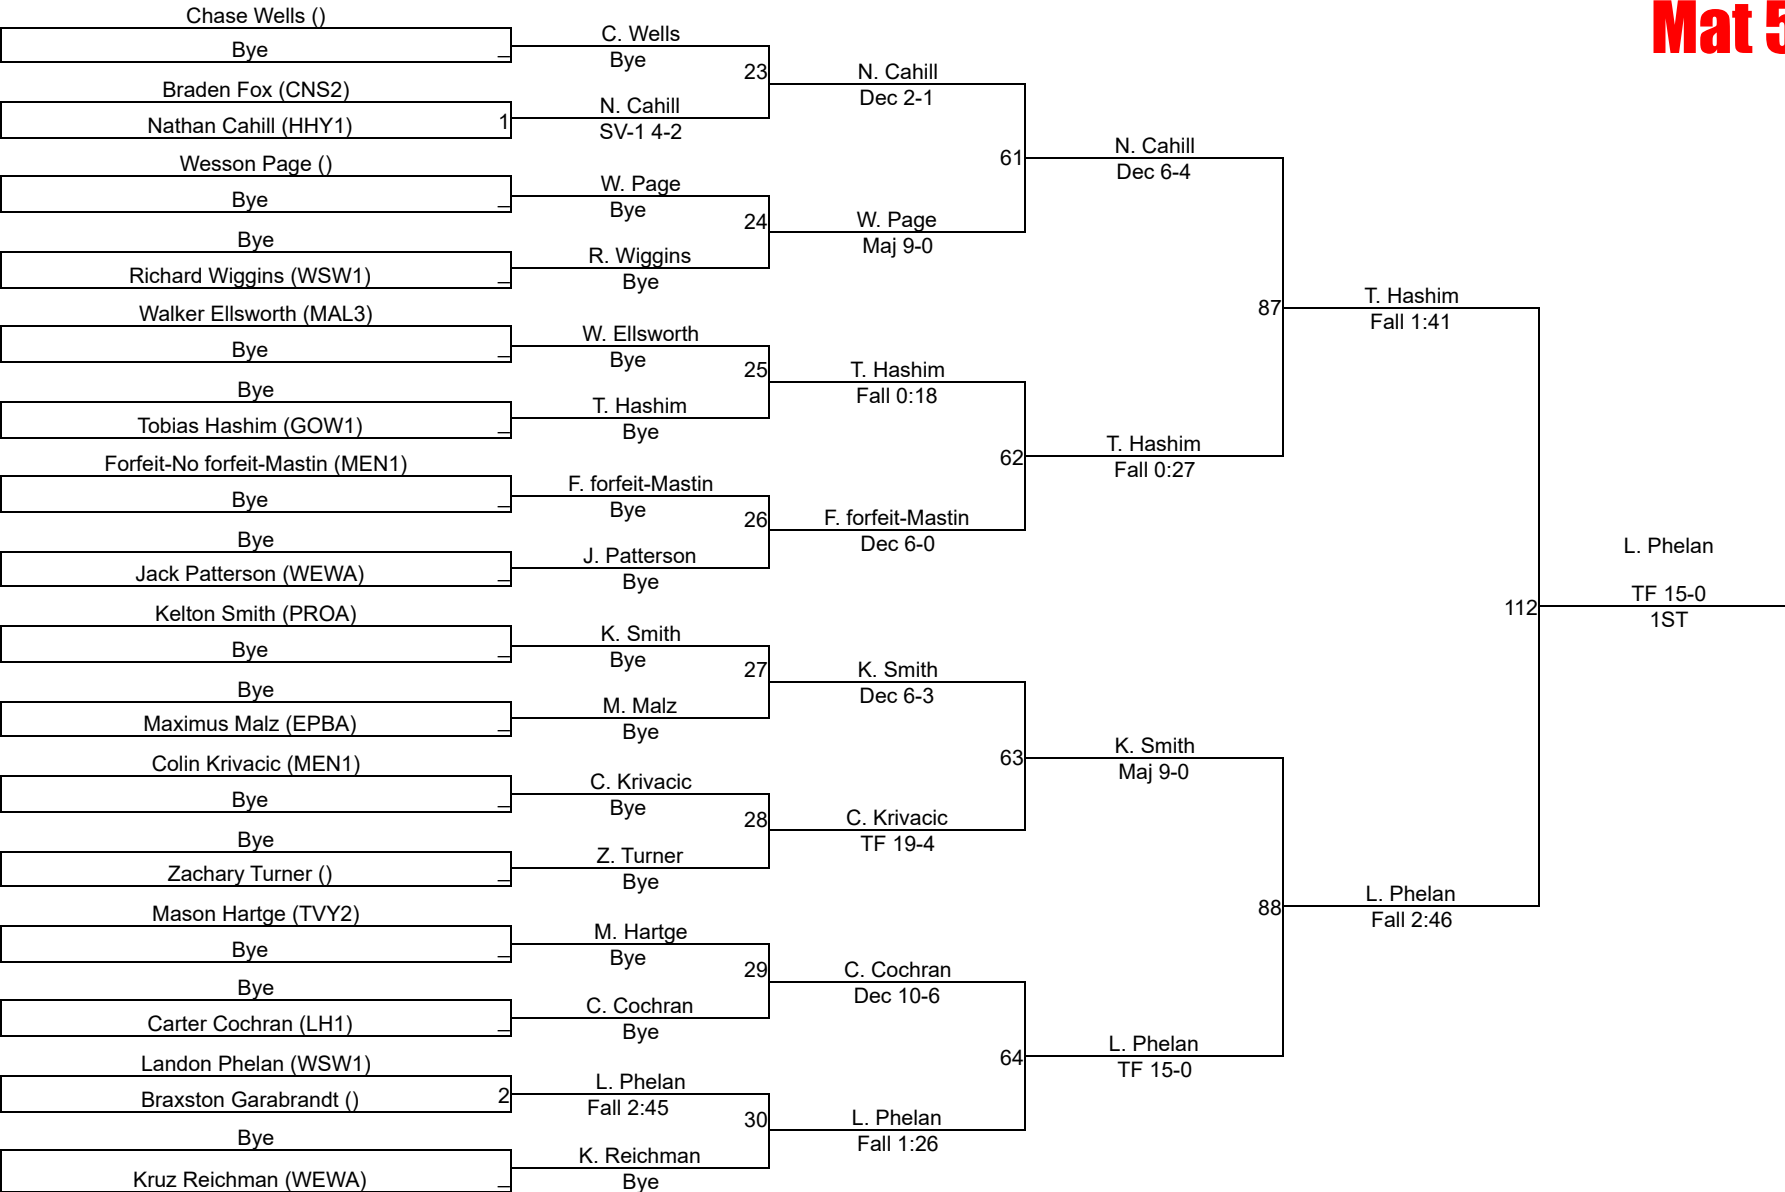 Mat 5
Chase Wells ()
Bye
_
Braden Fox (CNS2)
Nathan Cahill (HHY1)
1
Wesson Page ()
Bye
_
Bye
Richard Wiggins (WSW1)
_
Walker Ellsworth (MAL3)
Bye
_
Bye
Tobias Hashim (GOW1)
_
Forfeit-No forfeit-Mastin (MEN1)
Bye
_
Bye
Jack Patterson (WEWA)
_
Kelton Smith (PROA)
Bye
_
Bye
Maximus Malz (EPBA)
_
Colin Krivacic (MEN1)
Bye
_
Bye
Zachary Turner ()
_
Mason Hartge (TVY2)
Bye
_
Bye
Carter Cochran (LH1)
_
Landon Phelan (WSW1)
Braxston Garabrandt ()
2
Bye
Kruz Reichman (WEWA)
_
C. Wells
Bye
23
N. Cahill
SV-1 4-2
W. Page
Bye
24
R. Wiggins
Bye
W. Ellsworth
Bye
25
T. Hashim
Bye
F. forfeit-Mastin
Bye
26
J. Patterson
Bye
K. Smith
Bye
27
M. Malz
Bye
C. Krivacic
Bye
28
Z. Turner
Bye
M. Hartge
Bye
29
C. Cochran
Bye
L. Phelan
Fall 2:45
30
K. Reichman
Bye
N. Cahill
Dec 2-1
61
W. Page
Maj 9-0
T. Hashim
Fall 0:18
62
F. forfeit-Mastin
Dec 6-0
K. Smith
Dec 6-3
63
C. Krivacic
TF 19-4
C. Cochran
Dec 10-6
64
L. Phelan
Fall 1:26
N. Cahill
Dec 6-4
87
T. Hashim
Fall 0:27
K. Smith
Maj 9-0
88
L. Phelan
TF 15-0
T. Hashim
Fall 1:41
112
L. Phelan
Fall 2:46
L. Phelan
TF 15-0
1ST